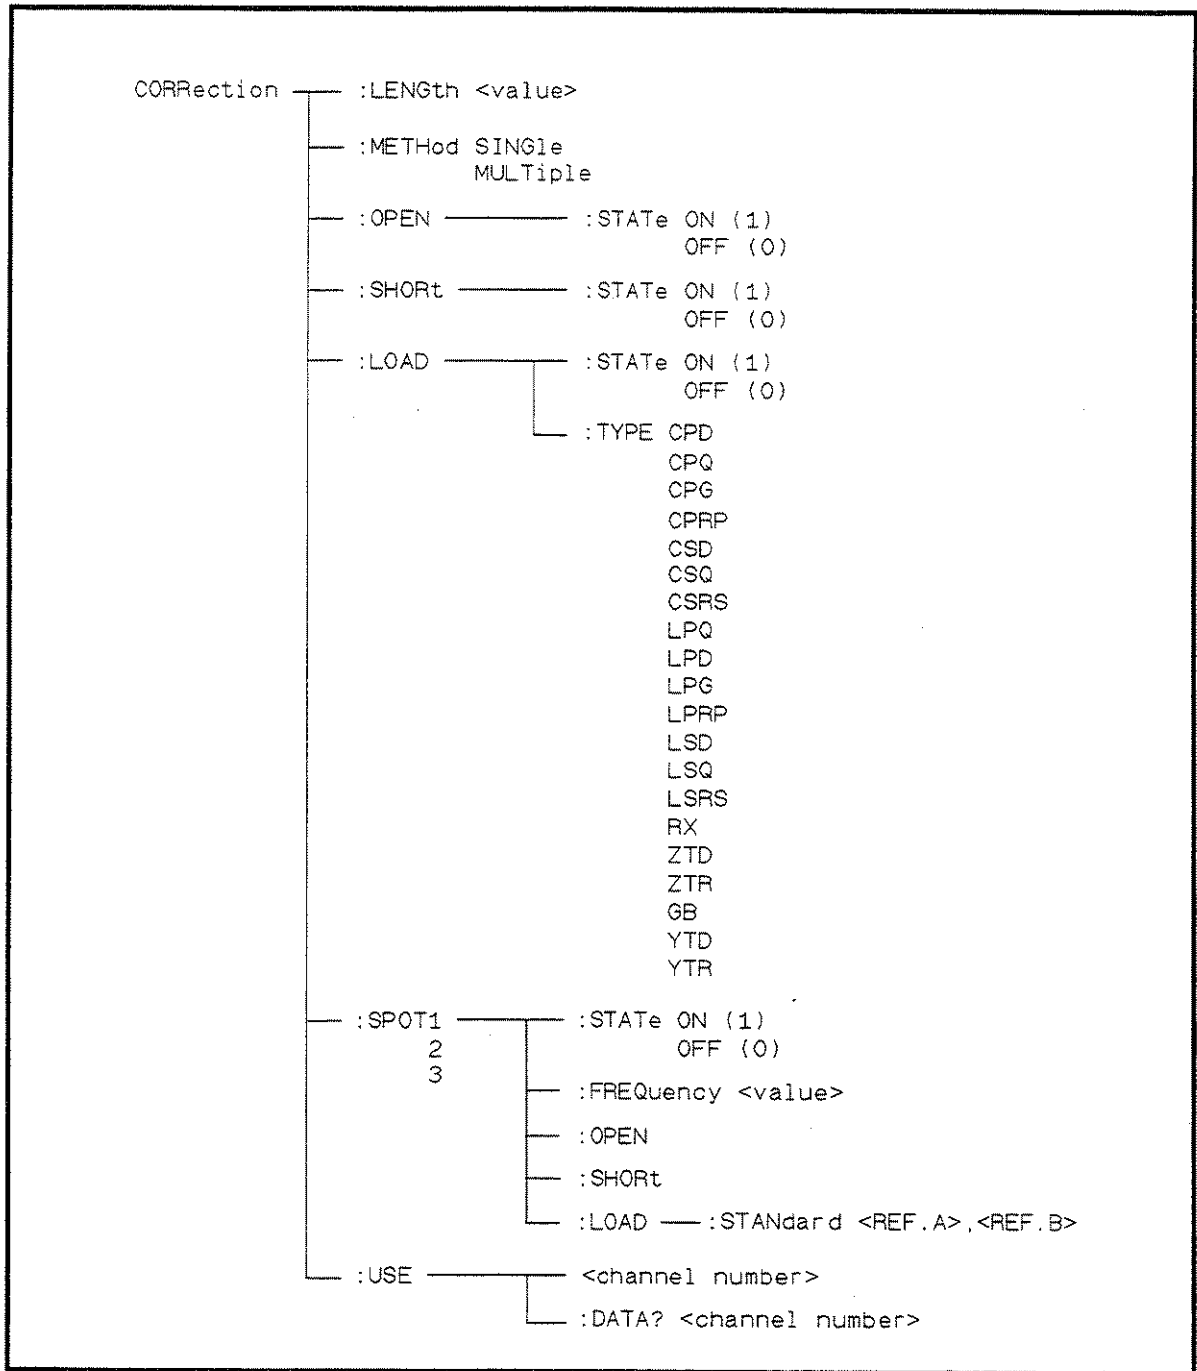 CORRection :LENGth <value>
:METHod SINGle
MULTiple
:OPEN :STATe ON (1)
OFF (0)
:SHORt :STATe ON (1)
OFF (0)
:LOAD :STATe ON (1)
OFF (0)
:TYPE CPD
CPQ
CPG
CPRP
CSD
CSQ
CSRS
LPQ
LPD
LPG
LPRP
LSD
LSQ
LSRS
RX
ZTD
ZTR
GB
YTD
YTR
:SPOT1 :STATe ON (1)
2 OFF (0)
3
:FREQuency <value>
:OPEN
:SHORt
:LOAD :STANdard <REF.A>,<REF.B>
:USE <channel number>
:DATA? <channel number>